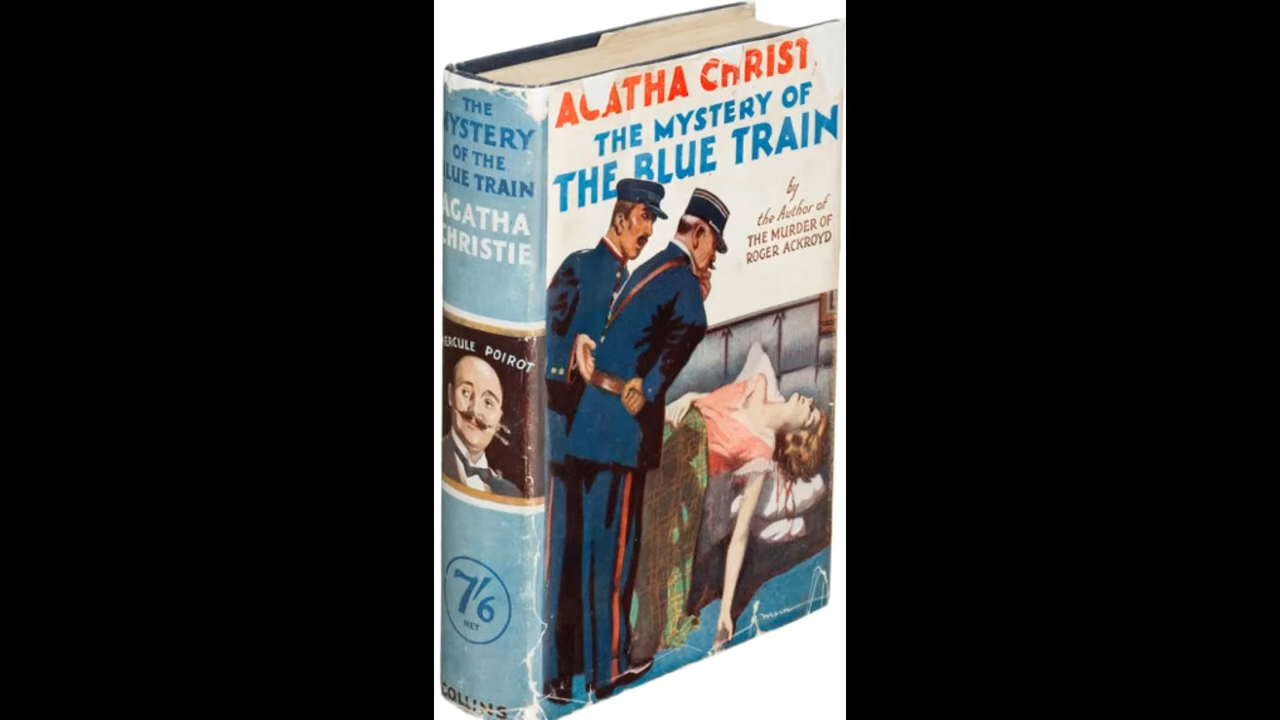 THE
MYSTERY
OF THE
BLUE TRAIN
AGATHA
CHRISTIE
HERCULE POIROT
7/6
NET
COLLINS
AGATHA CHRIST
THE MYSTERY OF
THE BLUE TRAIN
by
the Author of
THE MURDER OF
ROGER ACKROYD